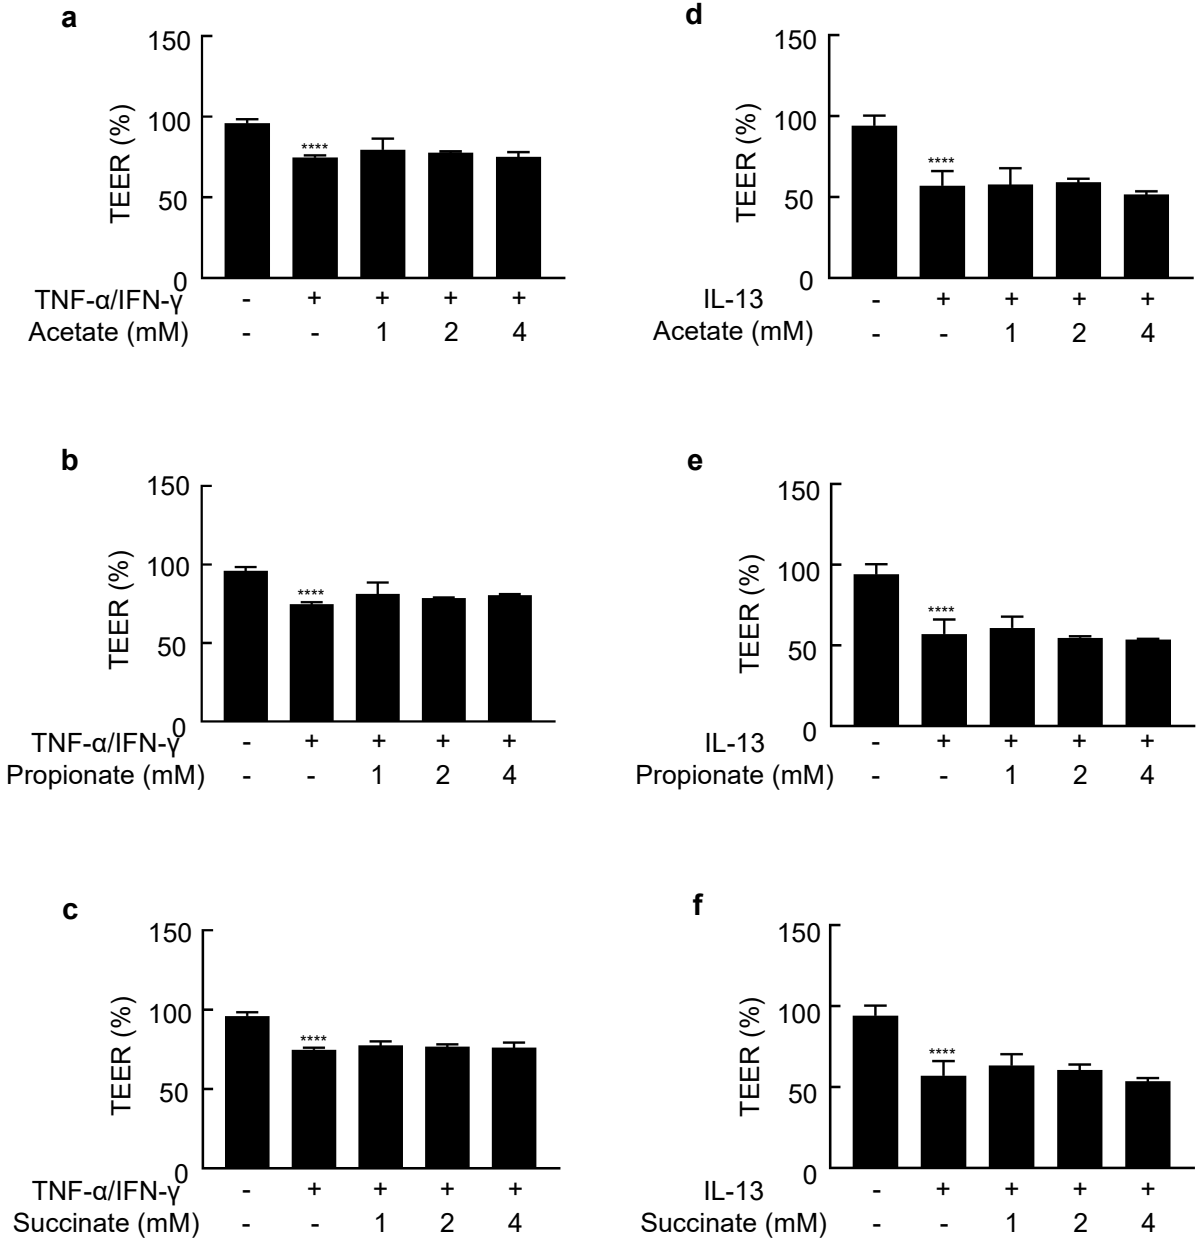 a
150
100
50
0
TEER (%)
****
TNF-α/IFN-γ - + + + +
Acetate (mM) - - 1 2 4
d
150
100
50
0
TEER (%)
****
IL-13 - + + + +
Acetate (mM) - - 1 2 4
b
150
100
50
0
TEER (%)
****
TNF-α/IFN-γ - + + + +
Propionate (mM) - - 1 2 4
e
150
100
50
0
TEER (%)
****
IL-13 - + + + +
Propionate (mM) - - 1 2 4
c
150
100
50
0
TEER (%)
****
TNF-α/IFN-γ - + + + +
Succinate (mM) - - 1 2 4
f
150
100
50
0
TEER (%)
****
IL-13 - + + + +
Succinate (mM) - - 1 2 4